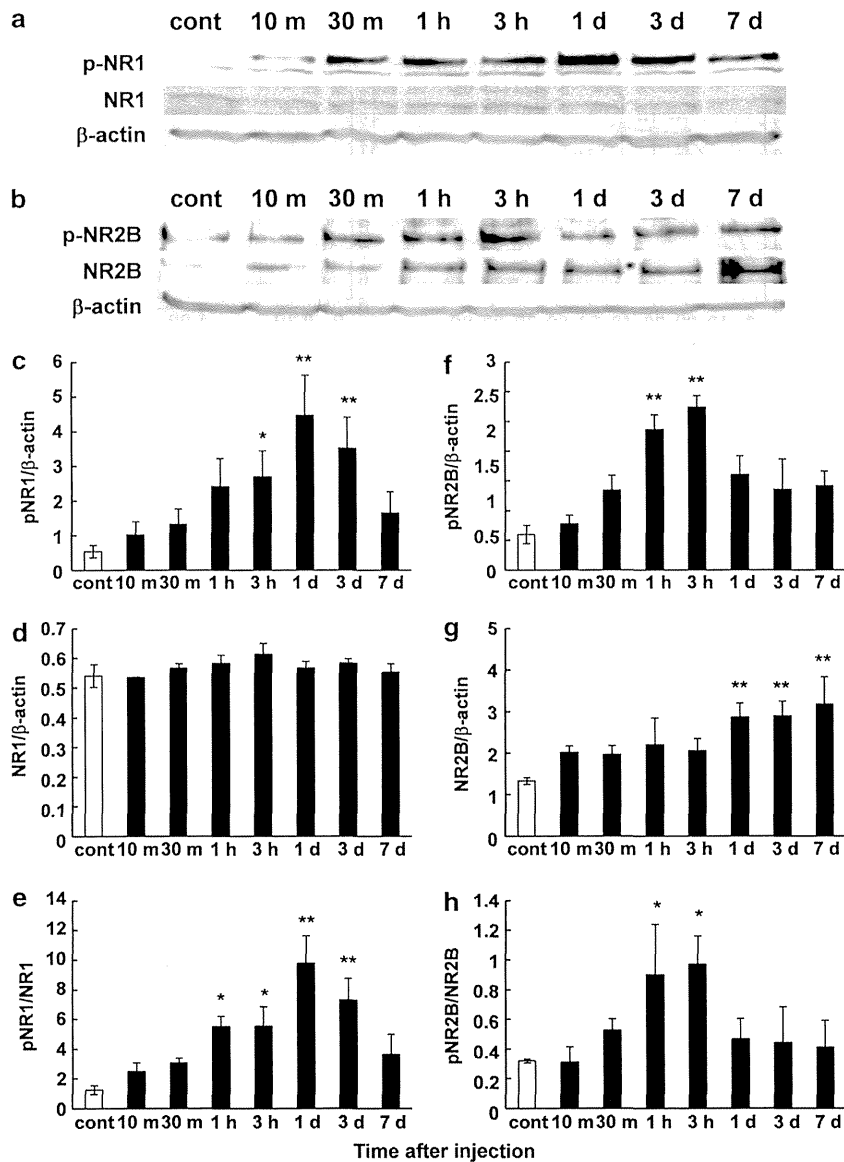 a
cont 10 m 30 m 1 h 3 h 1 d 3 d 7 d
p-NR1
NR1
β-actin
b
cont 10 m 30 m 1 h 3 h 1 d 3 d 7 d
p-NR2B
NR2B
β-actin
c
pNR1/β-actin
6
5
4
3
2
1
0
*
**
**
cont 10 m 30 m 1 h 3 h 1 d 3 d 7 d
d
NR1/β-actin
0.7
0.6
0.5
0.4
0.3
0.2
0.1
0
cont 10 m 30 m 1 h 3 h 1 d 3 d 7 d
e
pNR1/NR1
14
12
10
8
6
4
2
0
*
*
**
**
cont 10 m 30 m 1 h 3 h 1 d 3 d 7 d
f
pNR2B/β-actin
3
2.5
2
1.5
1
0.5
0
**
**
cont 10 m 30 m 1 h 3 h 1 d 3 d 7 d
g
NR2B/β-actin
5
4
3
2
1
0
**
**
**
cont 10 m 30 m 1 h 3 h 1 d 3 d 7 d
h
pNR2B/NR2B
1.4
1.2
1
0.8
0.6
0.4
0.2
0
*
*
cont 10 m 30 m 1 h 3 h 1 d 3 d 7 d
Time after injection